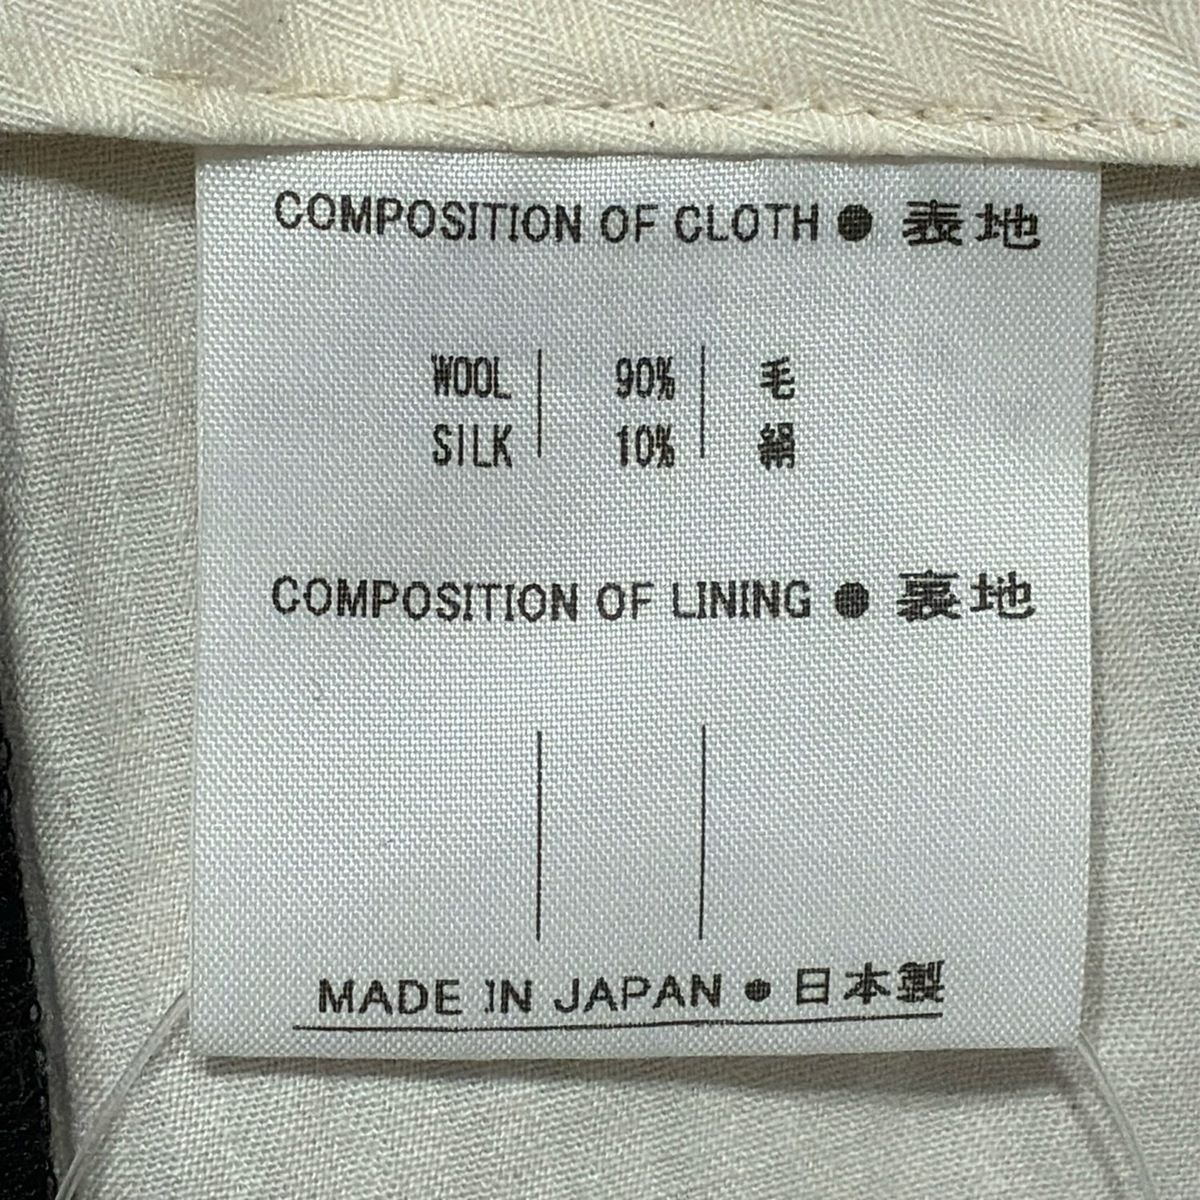 COMPOSITION OF CLOTH ● 表地
WOOL 90% 毛
SILK 10% 絹
COMPOSITION OF LINING ● 裏地
MADE IN JAPAN ● 日本製